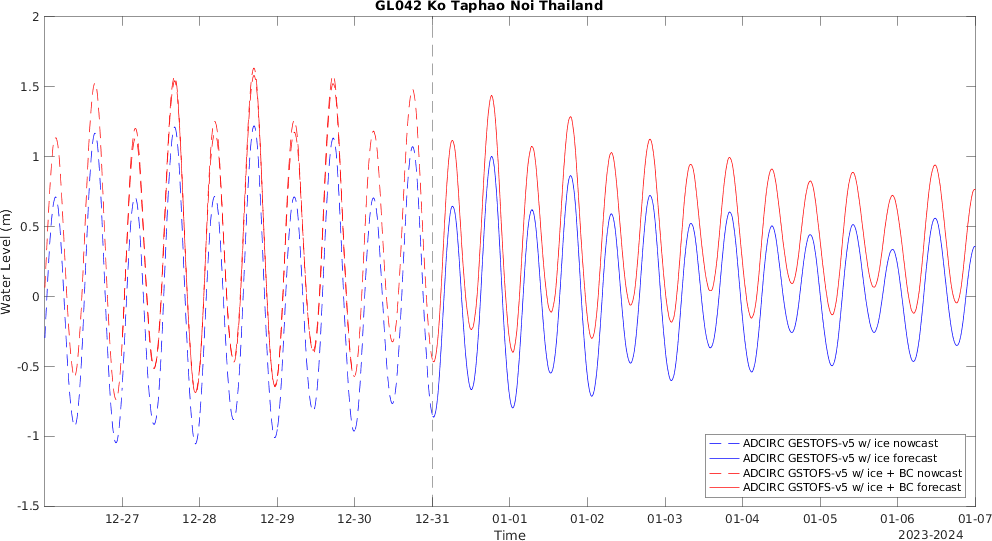 GL042 Ko Taphao Noi Thailand
2
1.5
1
0.5
0
-0.5
-1
-1.5
Water Level (m)
ADCIRC GESTOFS-v5 w/ ice nowcast
ADCIRC GESTOFS-v5 w/ ice forecast
ADCIRC GSTOFS-v5 w/ ice + BC nowcast
ADCIRC GSTOFS-v5 w/ ice + BC forecast
12-27 12-28 12-29 12-30 12-31 01-01 01-02 01-03 01-04 01-05 01-06 01-07
Time
2023-2024